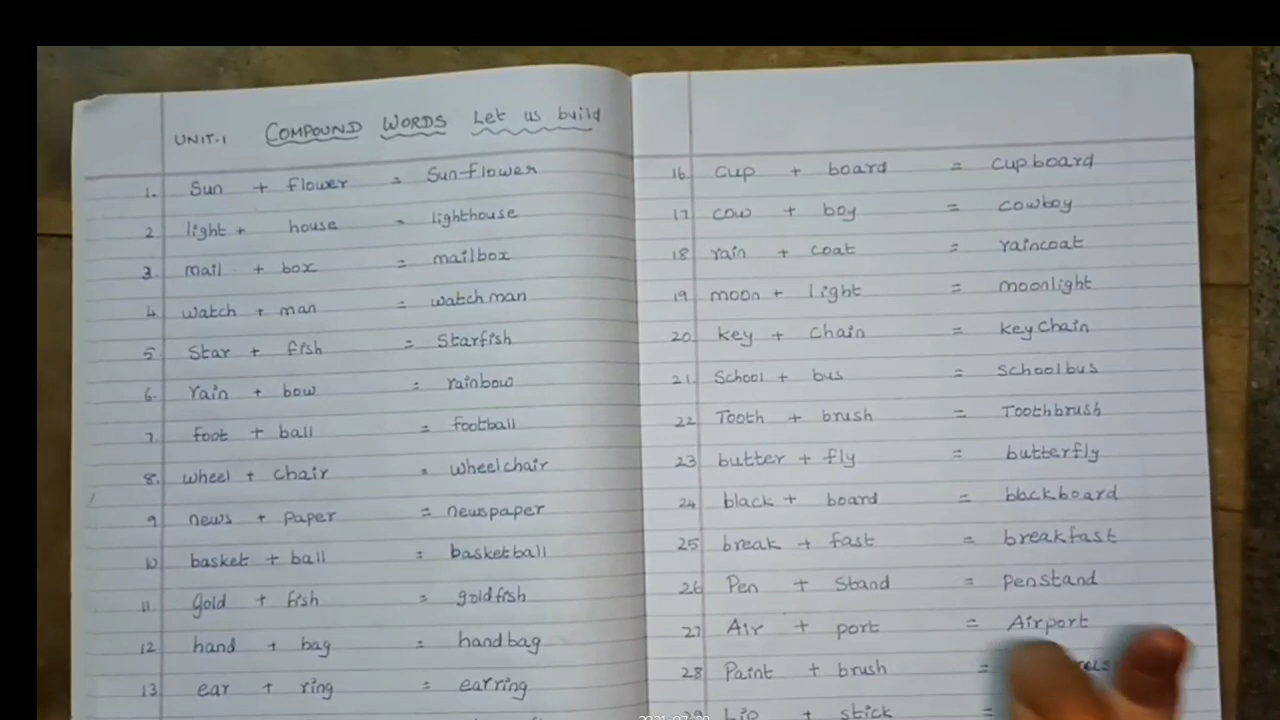 UNIT-1 COMPOUND WORDS Let us build
1. Sun + flower = Sunflower
2 light + house = lighthouse
3 mail + box = mailbox
4. watch + man = watchman
5 Star + fish = Starfish
6. rain + bow = rainbow
7 foot + ball = football
8. wheel + chair = wheelchair
9 news + paper = newspaper
10 basket + ball = basketball
11 gold + fish = goldfish
12 hand + bag = handbag
13 ear + ring = earring
16 cup + board = cupboard
17 cow + boy = cowboy
18 rain + coat = raincoat
19 moon + light = moonlight
20 key + chain = keychain
21 School + bus = Schoolbus
22 Tooth + brush = Toothbrush
23 butter + fly = butterfly
24 black + board = blackboard
25 break + fast = breakfast
26 Pen + Stand = penstand
27 Air + port = Airport
28 Paint + brush =
29 Lip + stick =